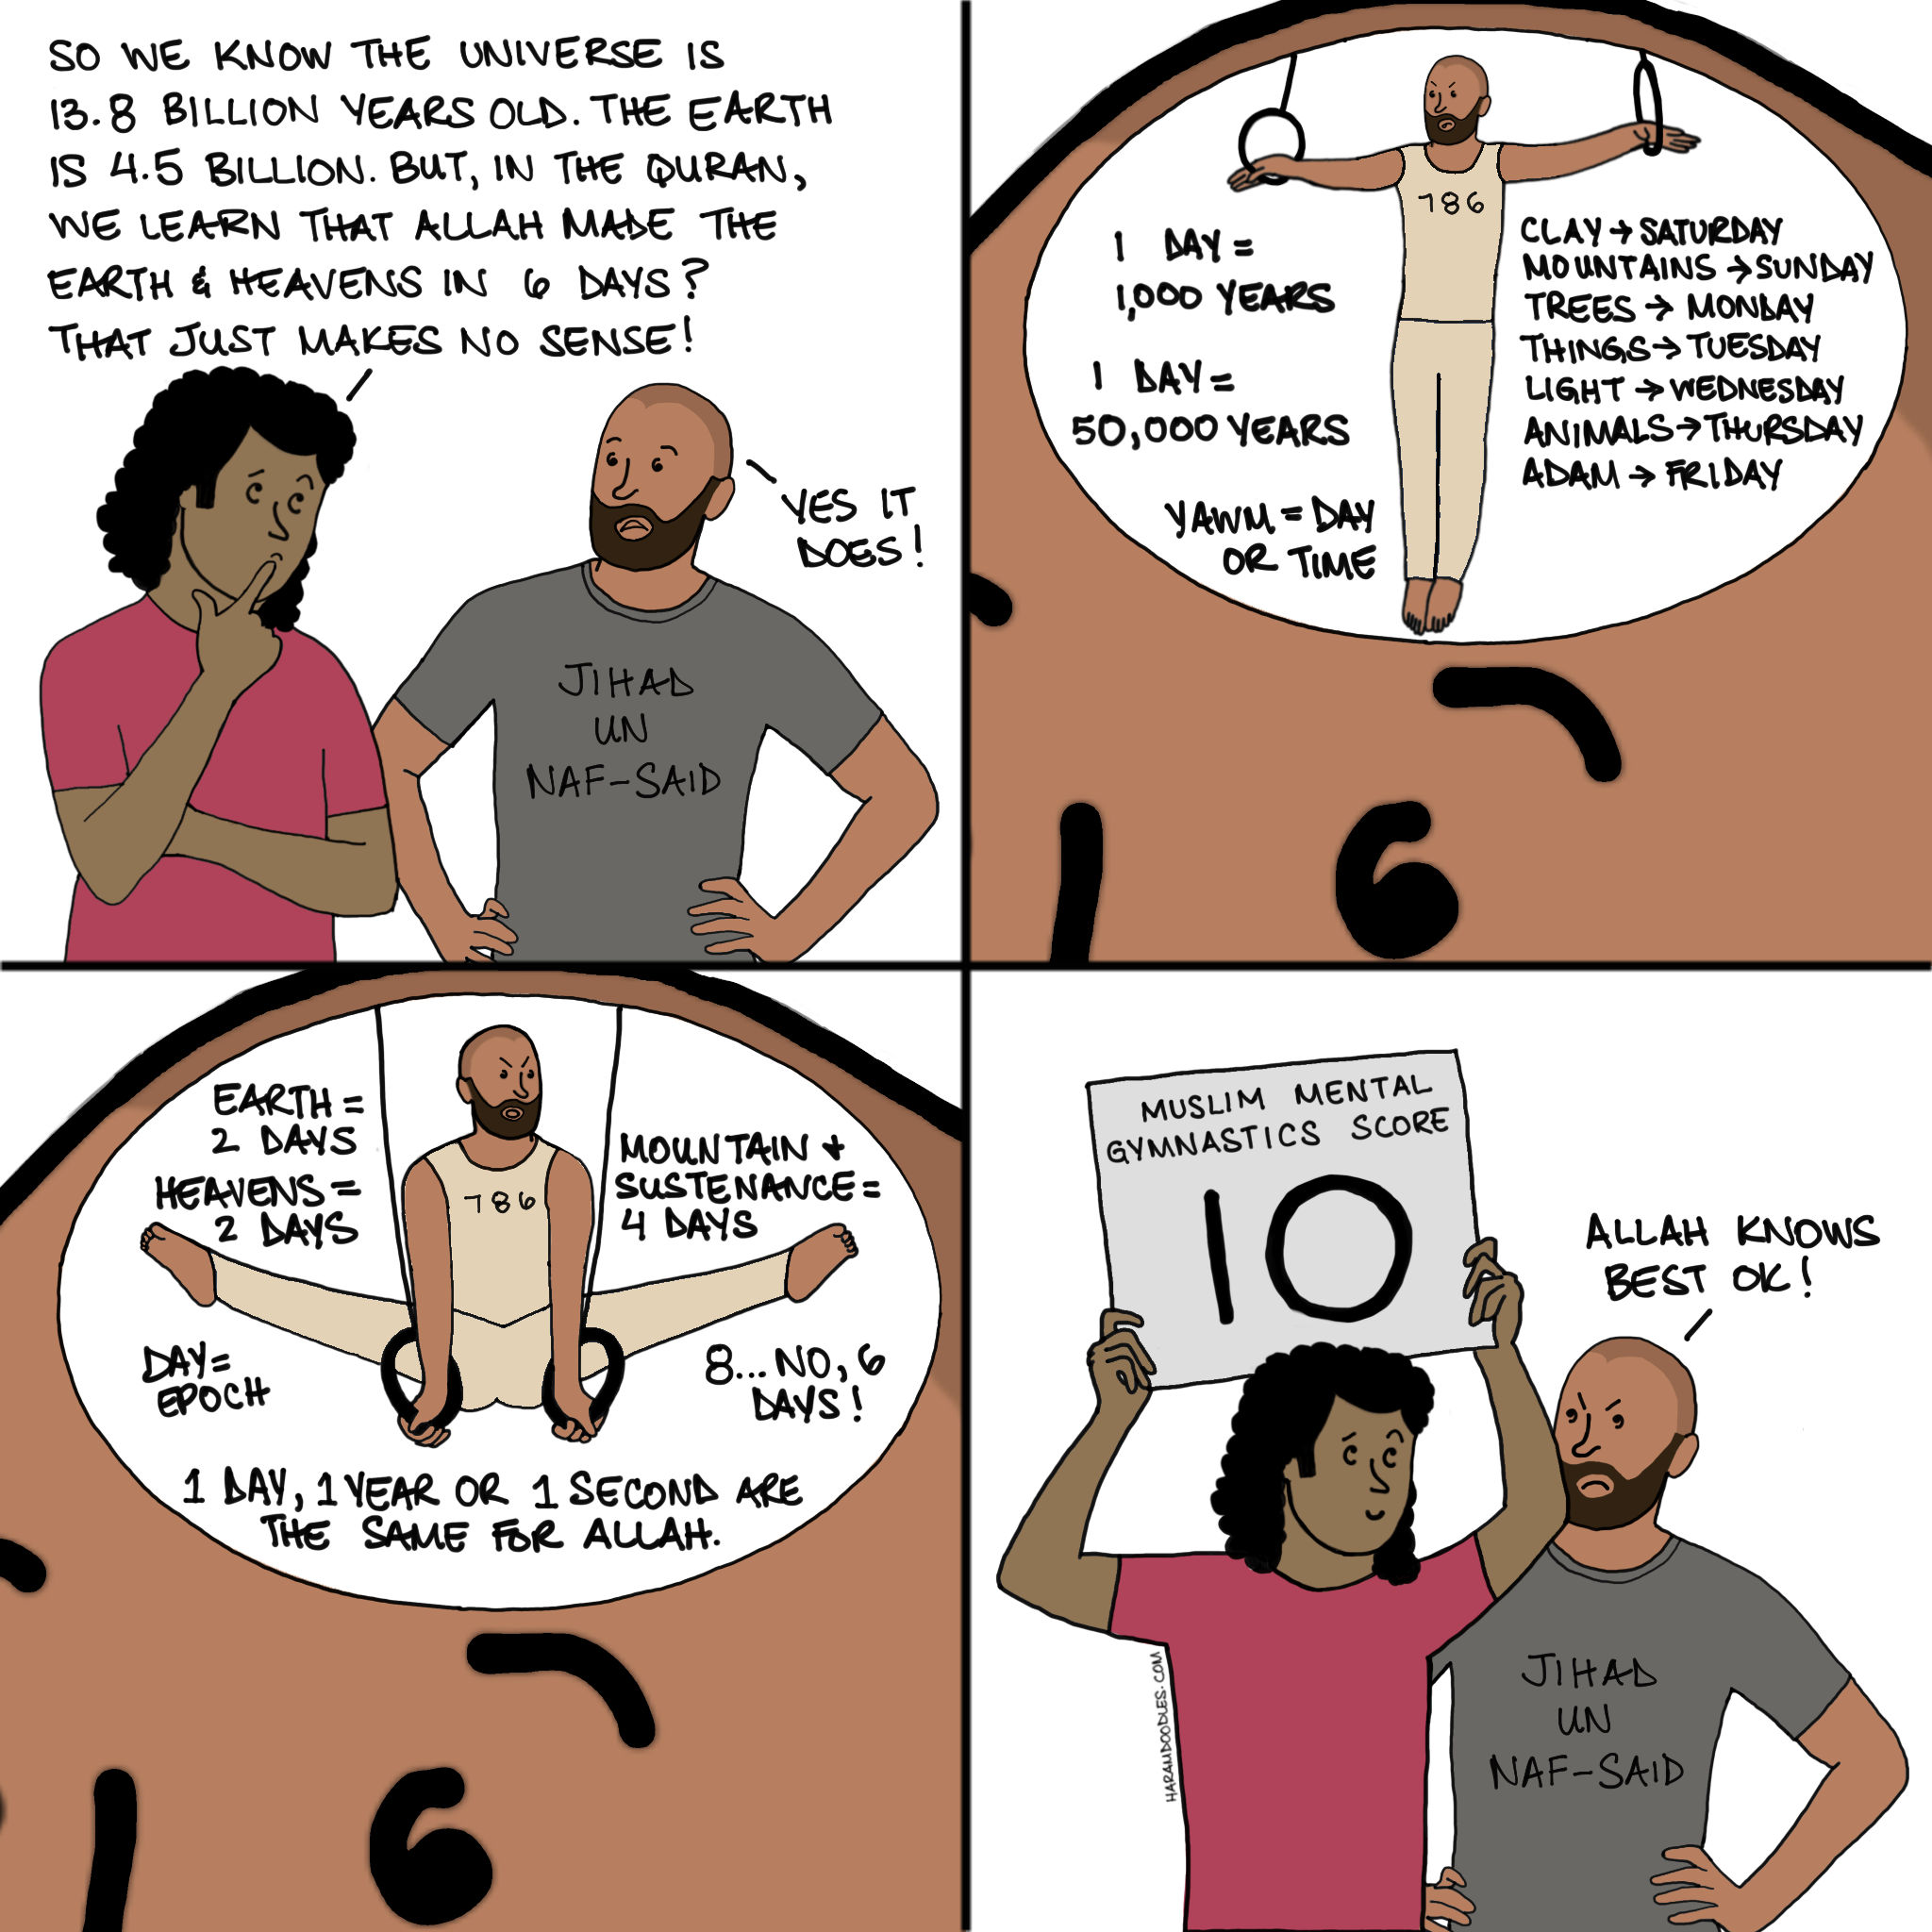 SO WE KNOW THE UNIVERSE IS
13.8 BILLION YEARS OLD. THE EARTH
IS 4.5 BILLION. BUT, IN THE QURAN,
WE LEARN THAT ALLAH MADE THE
EARTH & HEAVENS IN 6 DAYS?
THAT JUST MAKES NO SENSE!
YES IT
DOES!
JIHAD
UN
NAF-SAID
786
1 DAY =
1,000 YEARS
1 DAY =
50,000 YEARS
YAWM = DAY
OR TIME
CLAY → SATURDAY
MOUNTAINS → SUNDAY
TREES → MONDAY
THINGS → TUESDAY
LIGHT → WEDNESDAY
ANIMALS → THURSDAY
ADAM → FRIDAY
EARTH =
2 DAYS
HEAVENS =
2 DAYS
786
MOUNTAIN +
SUSTENANCE =
4 DAYS
DAY =
EPOCH
8... NO, 6
DAYS!
1 DAY, 1 YEAR OR 1 SECOND ARE
THE SAME FOR ALLAH.
MUSLIM MENTAL
GYMNASTICS SCORE
10
ALLAH KNOWS
BEST OK!
JIHAD
UN
NAF-SAID
HARAMDOODLES.COM